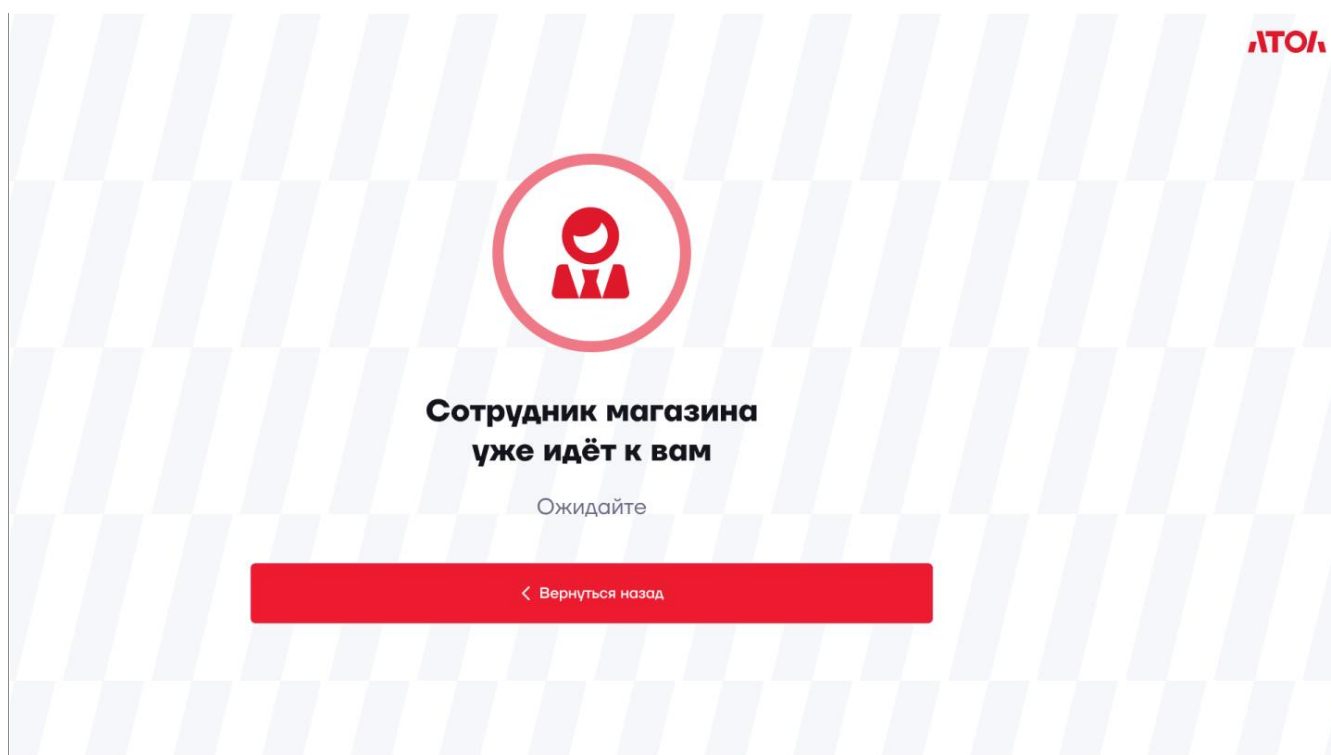 АТОЛ
Сотрудник магазина
уже идёт к вам
Ожидайте
Вернуться назад